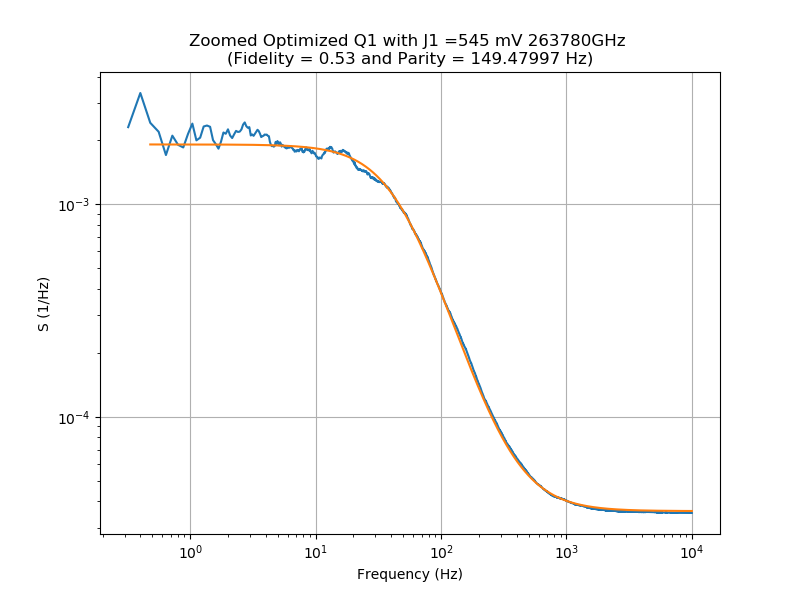 Zoomed Optimized Q1 with J1 =545 mV 263780GHz
(Fidelity = 0.53 and Parity = 149.47997 Hz)
S (1/Hz)
10⁻³
10⁻⁴
10⁰ 10¹ 10² 10³ 10⁴
Frequency (Hz)